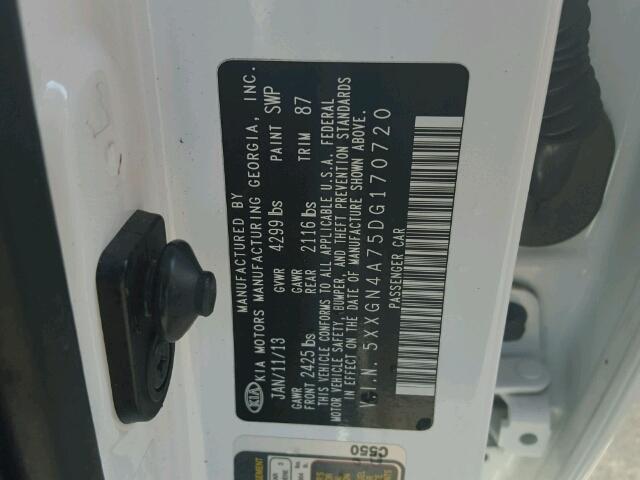 MANUFACTURED BY
KIA KIA MOTORS MANUFACTURING GEORGIA, INC.
JAN/11/13 GVWR 4299 lbs PAINT SWP
GAWR FRONT 2425 lbs GAWR REAR 2116 lbs TRIM 87
THIS VEHICLE CONFORMS TO ALL APPLICABLE U.S.A. FEDERAL
MOTOR VEHICLE SAFETY, BUMPER, AND THEFT PREVENTION STANDARDS
IN EFFECT ON THE DATE OF MANUFACTURE SHOWN ABOVE.
V.I.N. 5XXGN4A75DG170720
PASSENGER CAR
C550